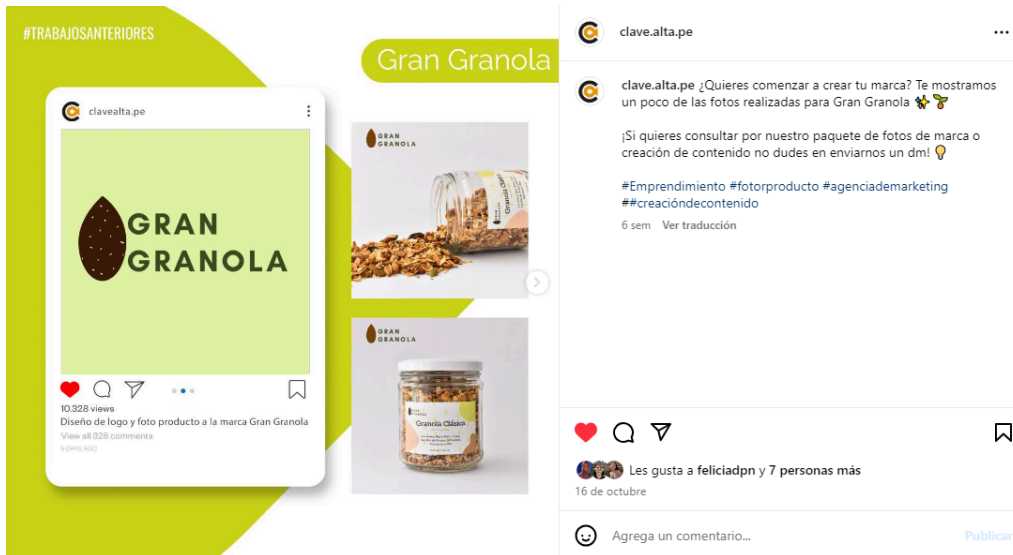 #TRABAJOSANTERIORES
Gran Granola
clavealta.pe
GRAN
GRANOLA
10.328 views
Diseño de logo y foto producto a la marca Gran Granola
View all 328 comments
5 DAYS AGO
GRAN
GRANOLA
Granola Clásica
GRAN
GRANOLA
GRAN
GRANOLA
Granola Clásica
clave.alta.pe
clave.alta.pe ¿Quieres comenzar a crear tu marca? Te mostramos
un poco de las fotos realizadas para Gran Granola ✨🌱
¡Si quieres consultar por nuestro paquete de fotos de marca o
creación de contenido no dudes en enviarnos un dm! 💡
#Emprendimiento #fotorproducto #agenciademarketing
##creacióndecontenido
6 sem Ver traducción
Les gusta a feliciadpn y 7 personas más
16 de octubre
Agrega un comentario...
Publicar